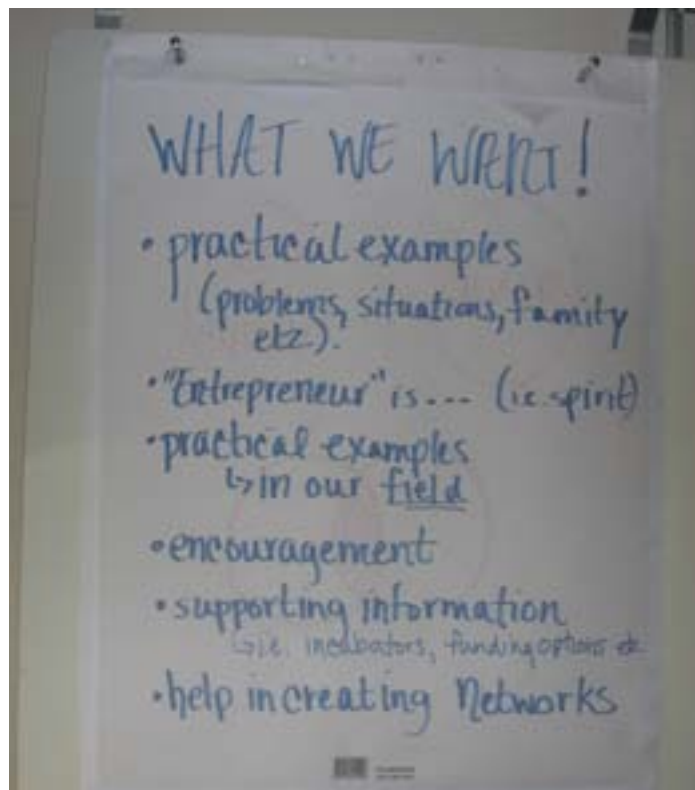 WHAT WE WANT!
• practical examples
(problems, situations, family
etz.).
• "Entrepreneur" is.... (i.e. spirit)
• practical examples
↳ in our field
• encouragement
• supporting information
↳ i.e. incubators, funding options etc
• help in creating Networks